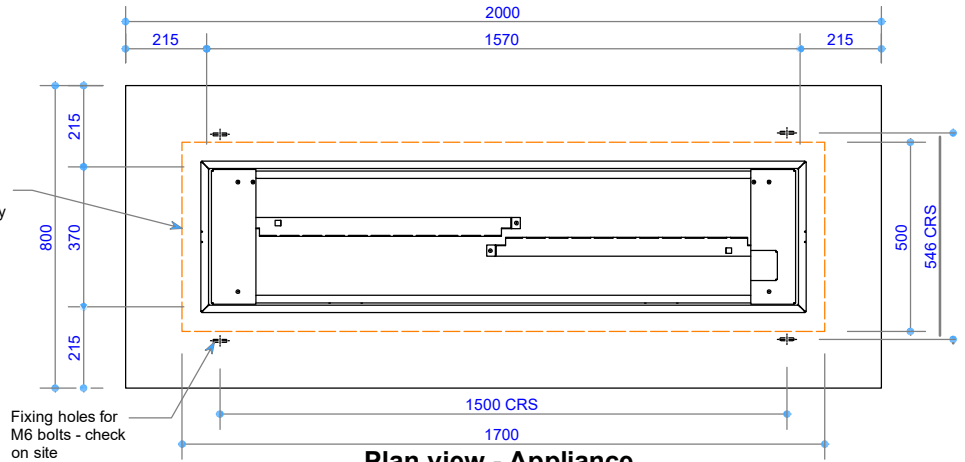 2000
215
1570
215
215
y
800
370
500
546 CRS
215
1500 CRS
Fixing holes for
M6 bolts - check
on site
1700
Plan view - Appliance